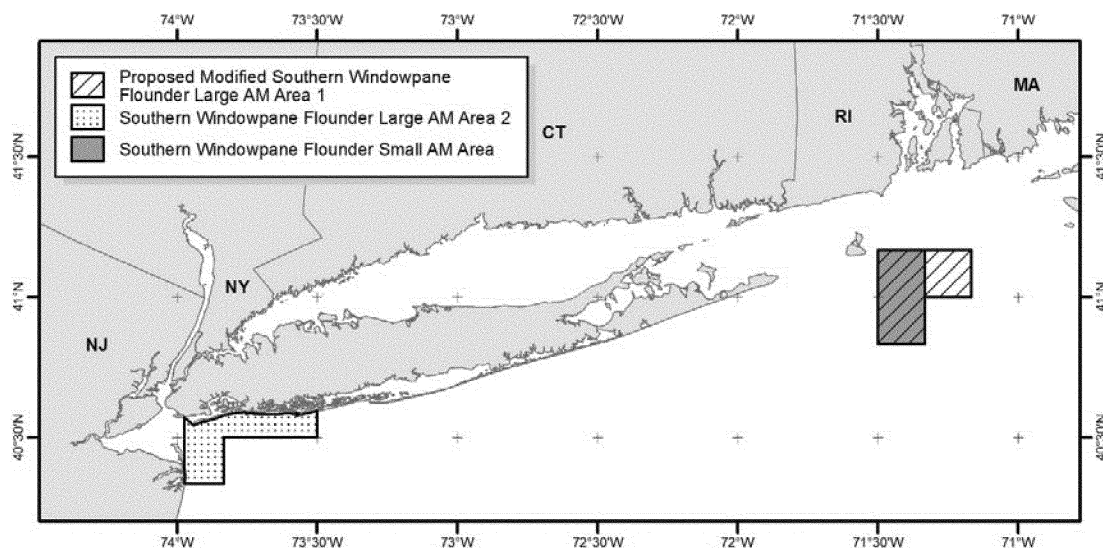 74°W 73°30'W 73°W 72°30'W 72°W 71°30'W 71°W
Proposed Modified Southern Windowpane
Flounder Large AM Area 1
Southern Windowpane Flounder Large AM Area 2
Southern Windowpane Flounder Small AM Area
MA
RI
CT
41°30'N 41°30'N
NY
41°N 41°N
NJ
40°30'N 40°30'N
74°W 73°30'W 73°W 72°30'W 72°W 71°30'W 71°W